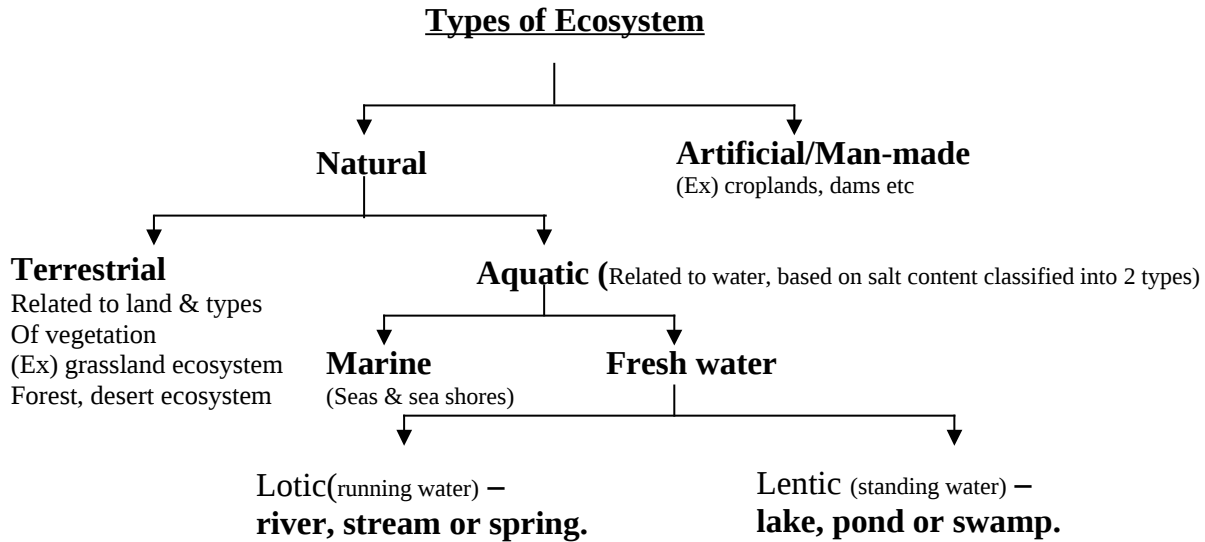 Types of Ecosystem
Natural
Artificial/Man-made
(Ex) croplands, dams etc
Terrestrial
Related to land & types
Of vegetation
(Ex) grassland ecosystem
Forest, desert ecosystem
Aquatic (Related to water, based on salt content classified into 2 types)
Marine
(Seas & sea shores)
Fresh water
Lotic(running water) –
river, stream or spring.
Lentic (standing water) –
lake, pond or swamp.